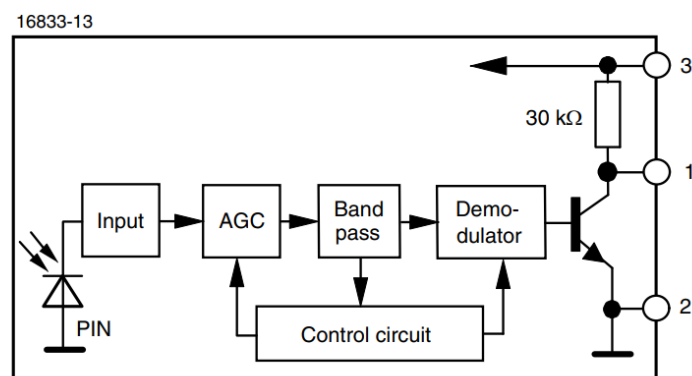 16833-13
3
30 kΩ
1
Input
AGC
Band
pass
Demo-
dulator
2
PIN
Control circuit